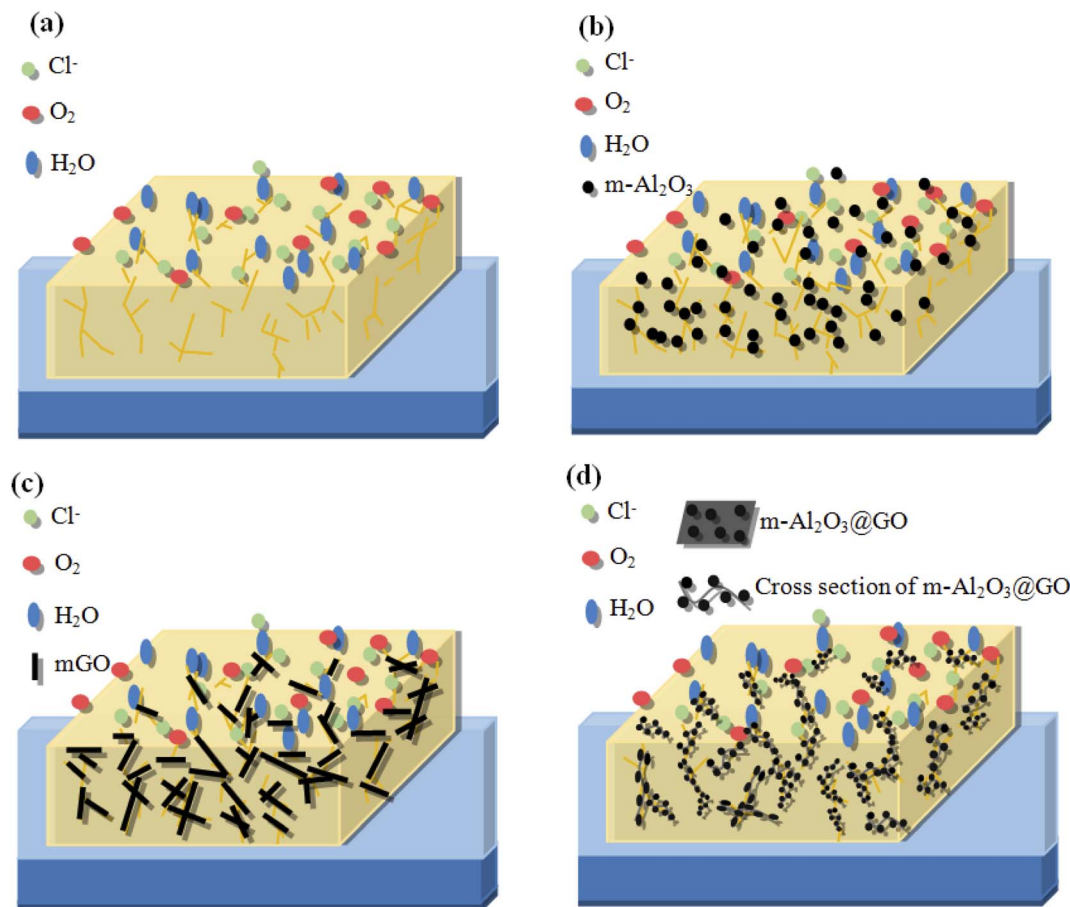 (a)
Cl⁻
O₂
H₂O
(b)
Cl⁻
O₂
H₂O
m-Al₂O₃
(c)
Cl⁻
O₂
H₂O
mGO
(d)
Cl⁻
O₂
H₂O
m-Al₂O₃@GO
Cross section of m-Al₂O₃@GO